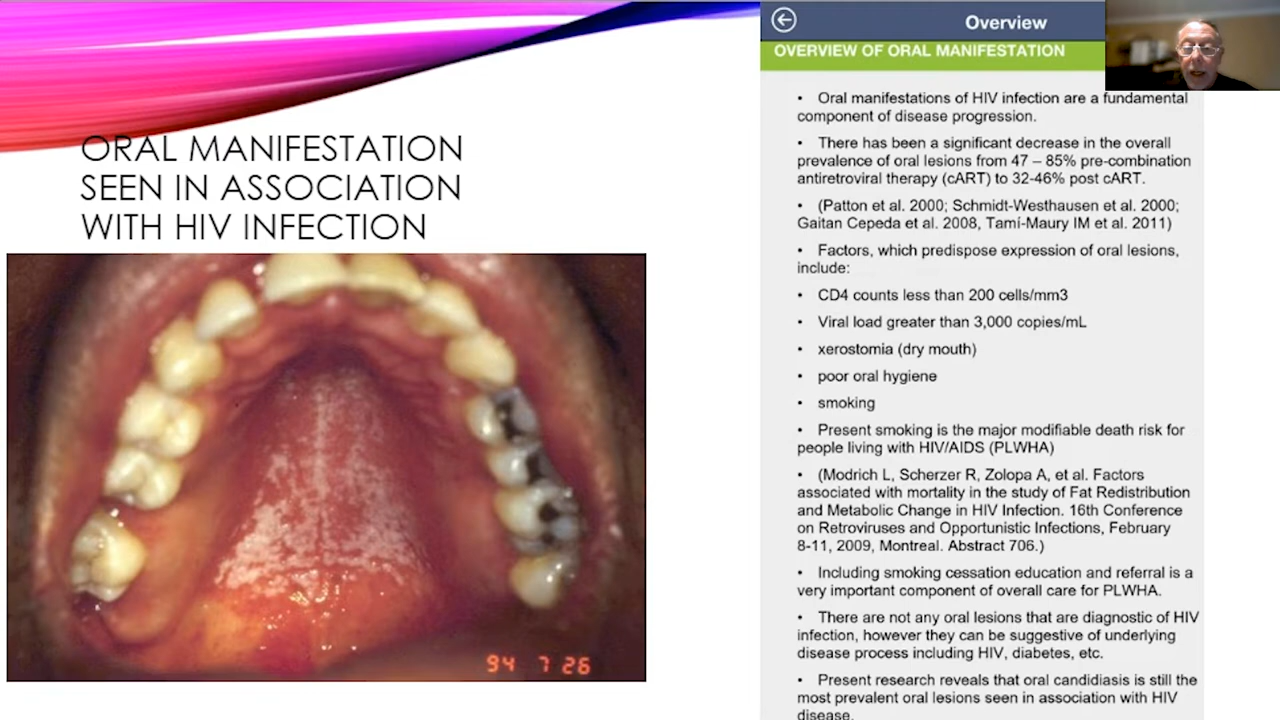 ORAL MANIFESTATION
SEEN IN ASSOCIATION
WITH HIV INFECTION
94 7 26
Overview
OVERVIEW OF ORAL MANIFESTATION
• Oral manifestations of HIV infection are a fundamental
component of disease progression.
• There has been a significant decrease in the overall
prevalence of oral lesions from 47 – 85% pre-combination
antiretroviral therapy (cART) to 32-46% post cART.
• (Patton et al. 2000; Schmidt-Westhausen et al. 2000;
Gaitan Cepeda et al. 2008, Tamí-Maury IM et al. 2011)
• Factors, which predispose expression of oral lesions,
include:
• CD4 counts less than 200 cells/mm3
• Viral load greater than 3,000 copies/mL
• xerostomia (dry mouth)
• poor oral hygiene
• smoking
• Present smoking is the major modifiable death risk for
people living with HIV/AIDS (PLWHA)
• (Modrich L, Scherzer R, Zolopa A, et al. Factors
associated with mortality in the study of Fat Redistribution
and Metabolic Change in HIV Infection. 16th Conference
on Retroviruses and Opportunistic Infections, February
8-11, 2009, Montreal. Abstract 706.)
• Including smoking cessation education and referral is a
very important component of overall care for PLWHA.
• There are not any oral lesions that are diagnostic of HIV
infection, however they can be suggestive of underlying
disease process including HIV, diabetes, etc.
• Present research reveals that oral candidiasis is still the
most prevalent oral lesions seen in association with HIV
disease.